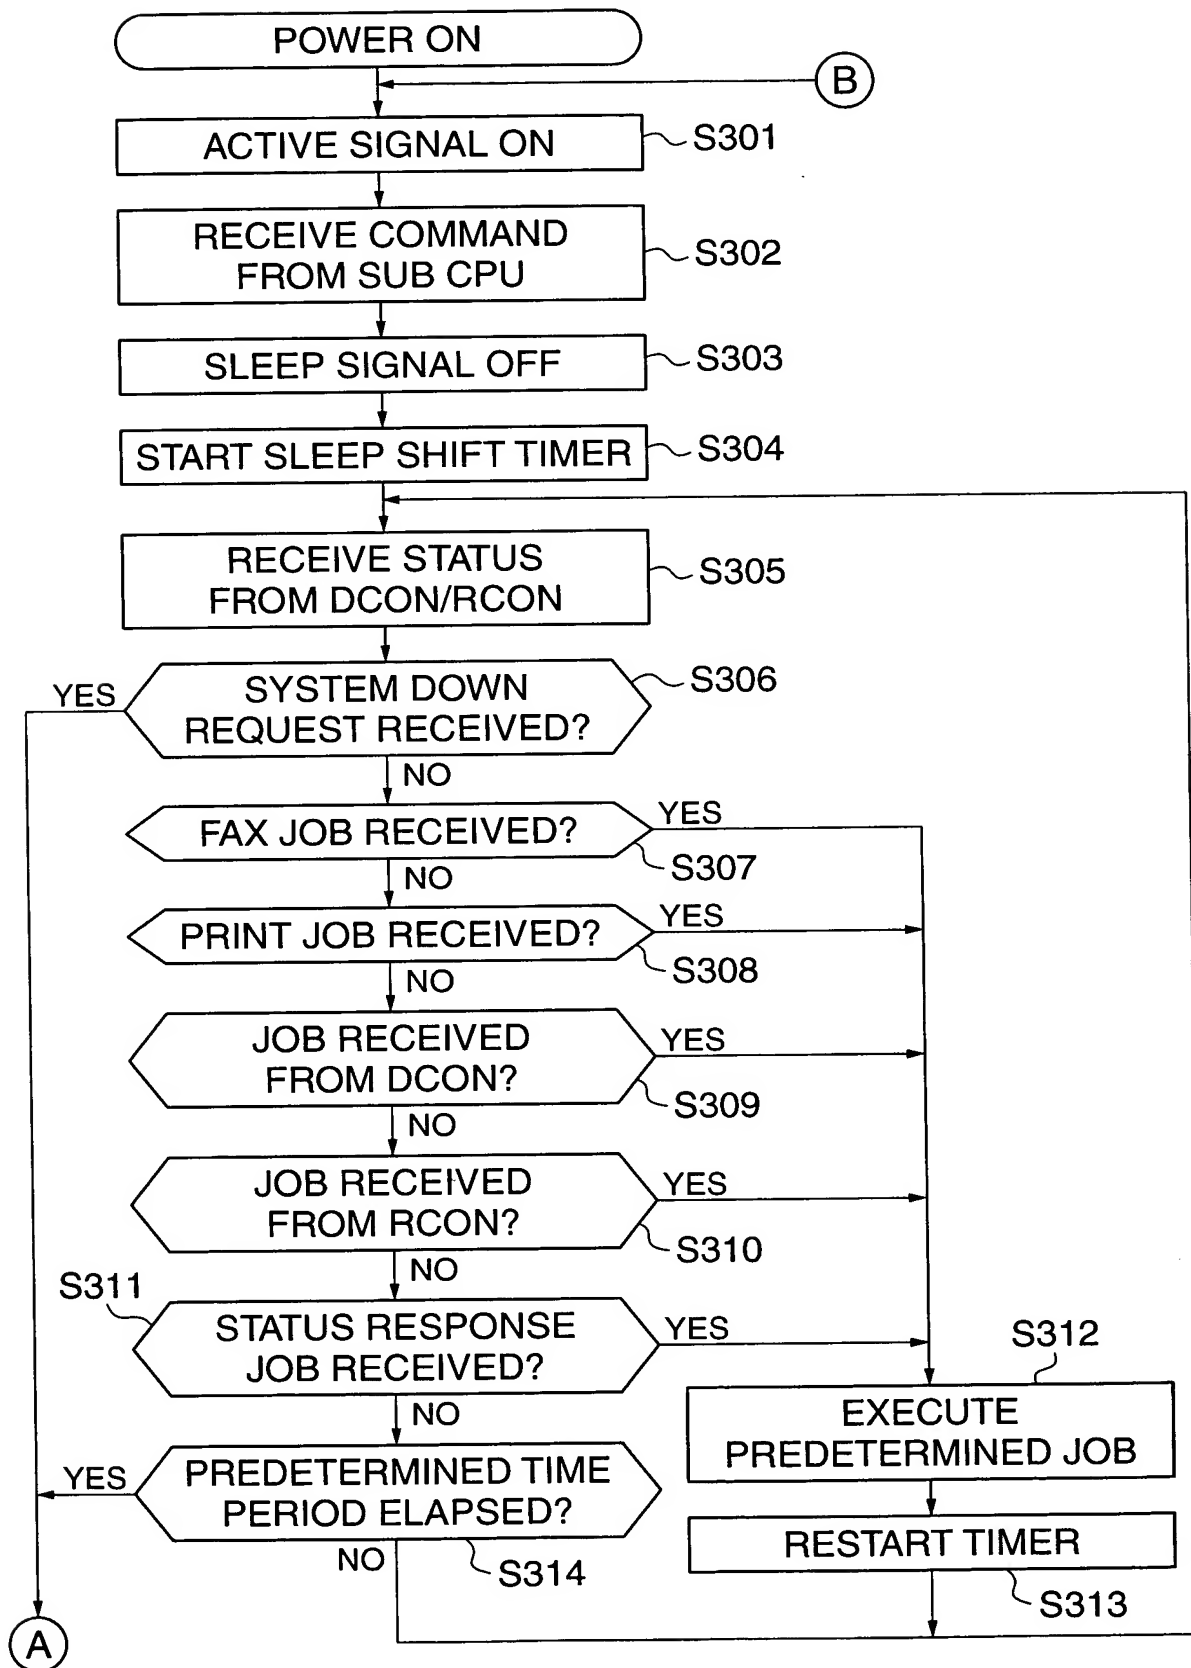 POWER ON
B
ACTIVE SIGNAL ON
S301
RECEIVE COMMAND
FROM SUB CPU
S302
SLEEP SIGNAL OFF
S303
START SLEEP SHIFT TIMER
S304
RECEIVE STATUS
FROM DCON/RCON
S305
YES
SYSTEM DOWN
REQUEST RECEIVED?
S306
NO
FAX JOB RECEIVED?
YES
S307
NO
PRINT JOB RECEIVED?
YES
S308
NO
JOB RECEIVED
FROM DCON?
YES
S309
NO
JOB RECEIVED
FROM RCON?
YES
S310
NO
S311
STATUS RESPONSE
JOB RECEIVED?
YES
S312
NO
EXECUTE
PREDETERMINED JOB
YES
PREDETERMINED TIME
PERIOD ELAPSED?
NO
S314
RESTART TIMER
S313
A